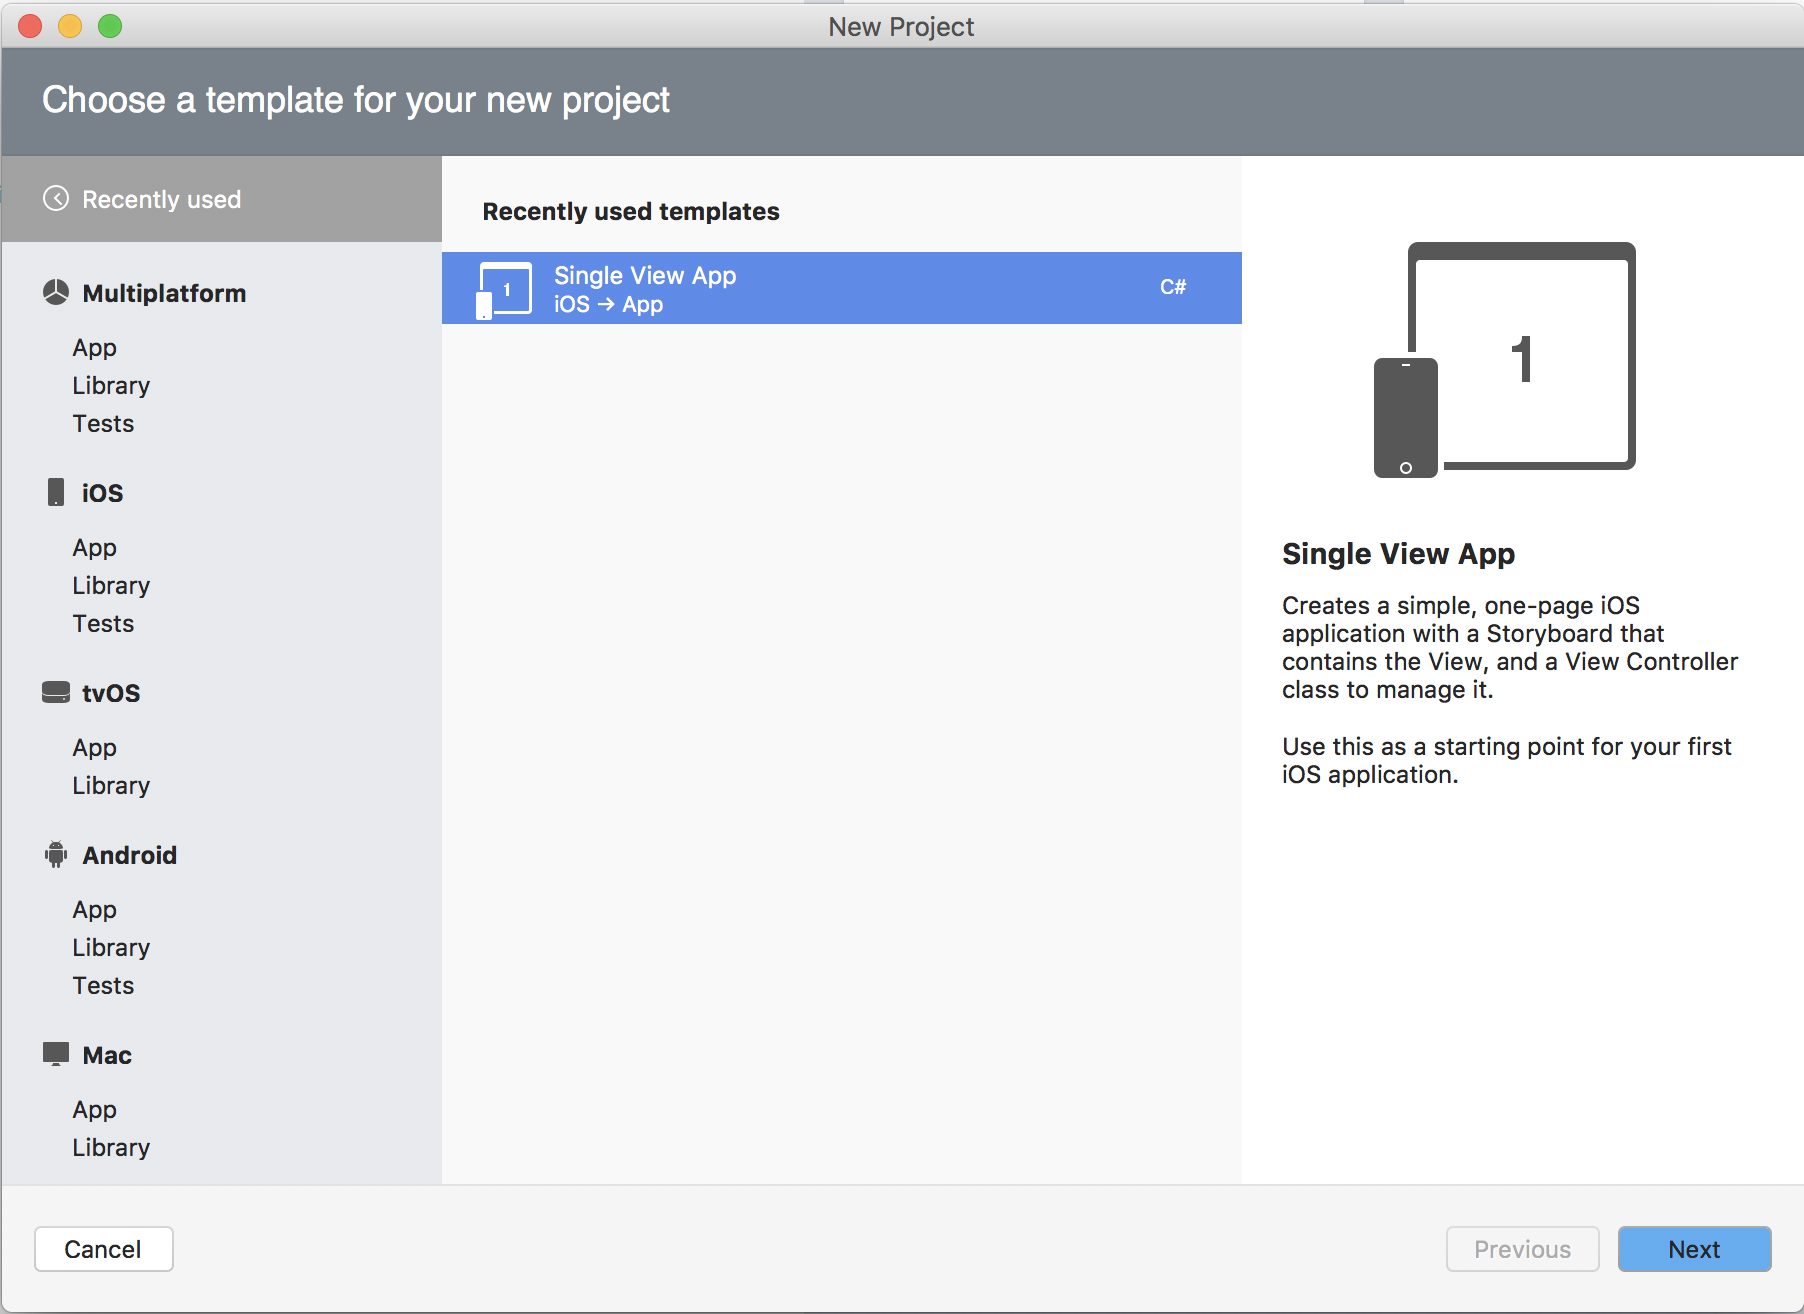 New Project
Choose a template for your new project
Recently used
Multiplatform
App
Library
Tests
iOS
App
Library
Tests
tvOS
App
Library
Android
App
Library
Tests
Mac
App
Library
Recently used templates
1
Single View App
C#
iOS → App
1
Single View App
Creates a simple, one-page iOS
application with a Storyboard that
contains the View, and a View Controller
class to manage it.
Use this as a starting point for your first
iOS application.
Cancel
Previous
Next